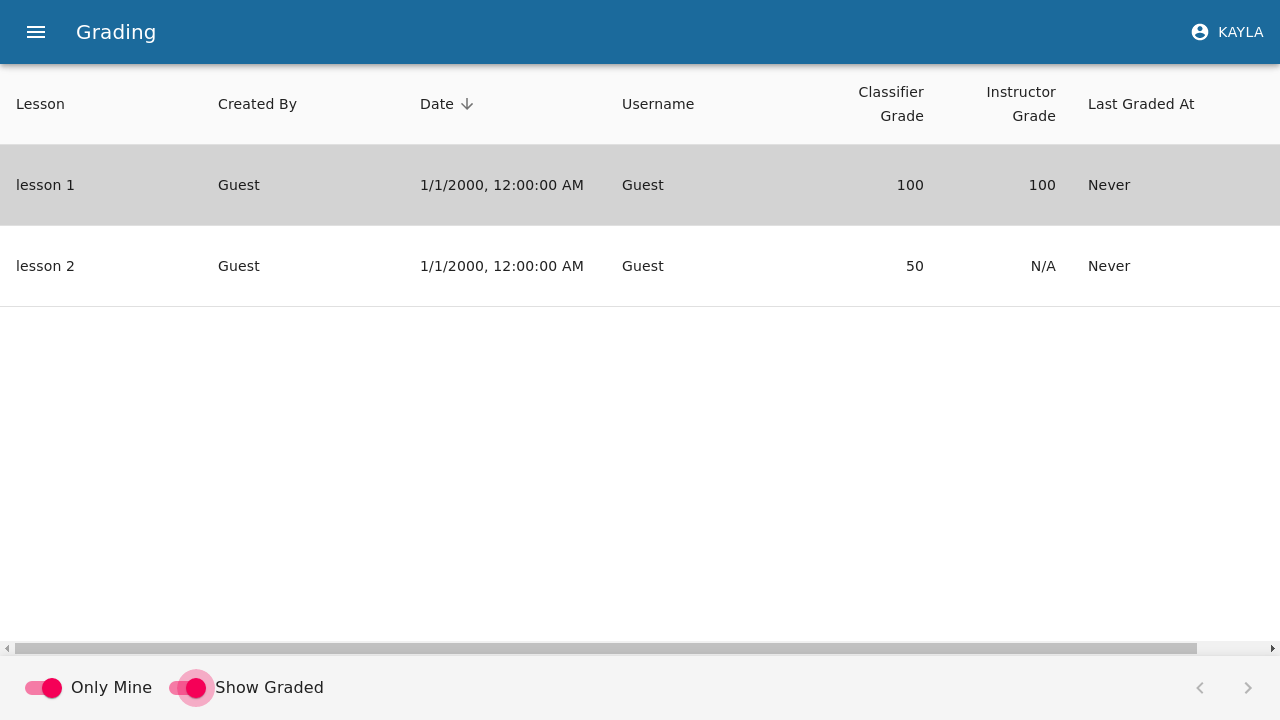 Grading
KAYLA
Lesson Created By Date Username Classifier Grade Instructor Grade Last Graded At
lesson 1 Guest 1/1/2000, 12:00:00 AM Guest 100 100 Never
lesson 2 Guest 1/1/2000, 12:00:00 AM Guest 50 N/A Never
Only Mine Show Graded